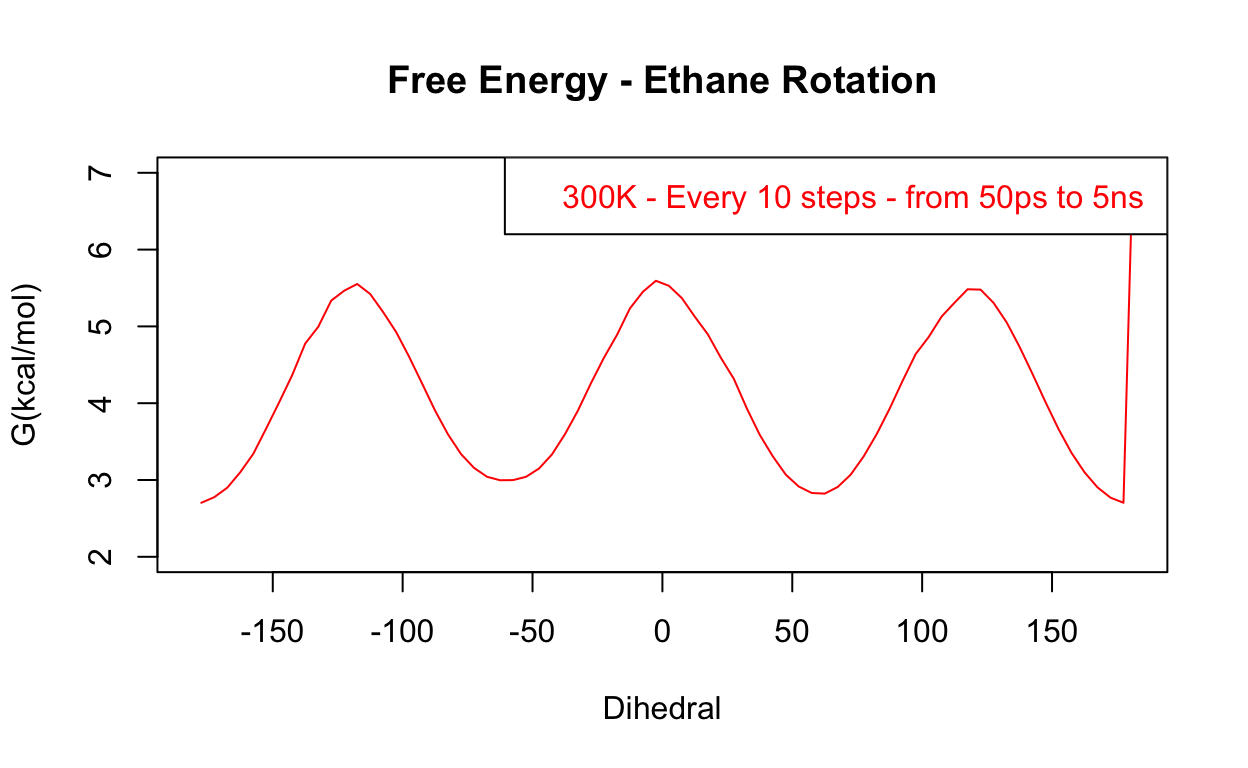 Free Energy - Ethane Rotation
300K - Every 10 steps - from 50ps to 5ns
G(kcal/mol)
7
6
5
4
3
2
-150 -100 -50 0 50 100 150
Dihedral